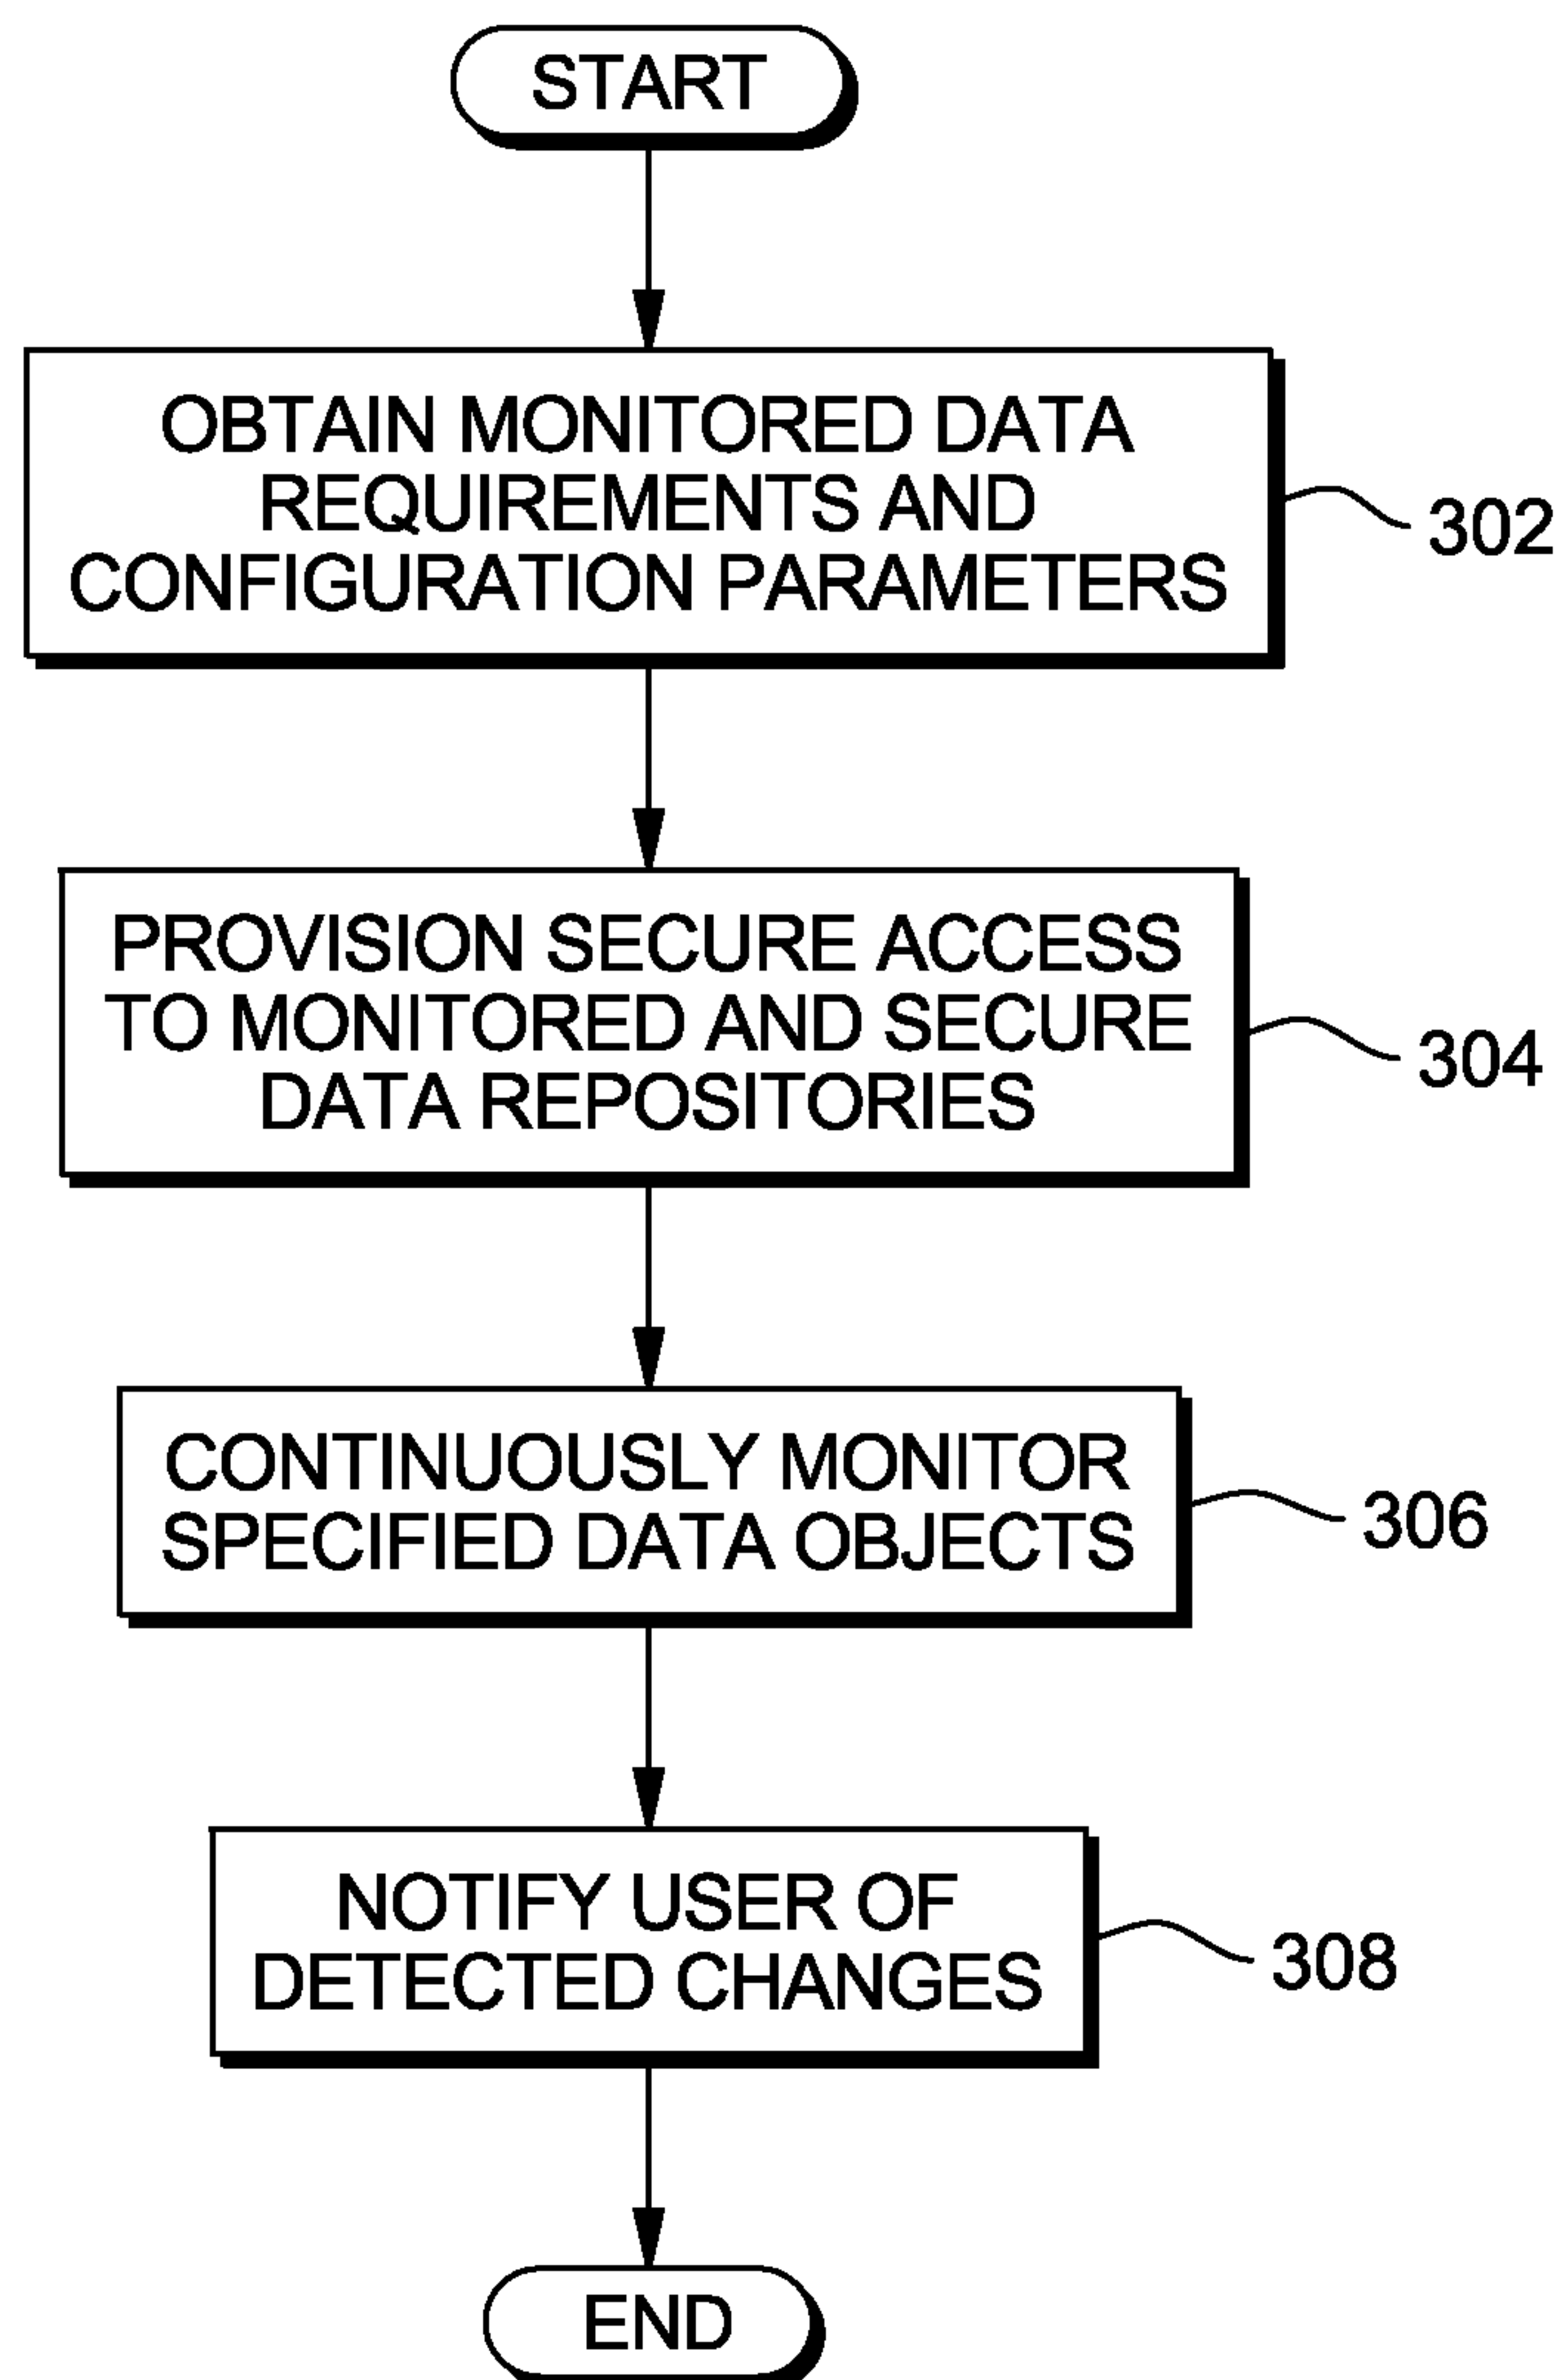 START
OBTAIN MONITORED DATA
REQUIREMENTS AND
CONFIGURATION PARAMETERS
302
PROVISION SECURE ACCESS
TO MONITORED AND SECURE
DATA REPOSITORIES
304
CONTINUOUSLY MONITOR
SPECIFIED DATA OBJECTS
306
NOTIFY USER OF
DETECTED CHANGES
308
END